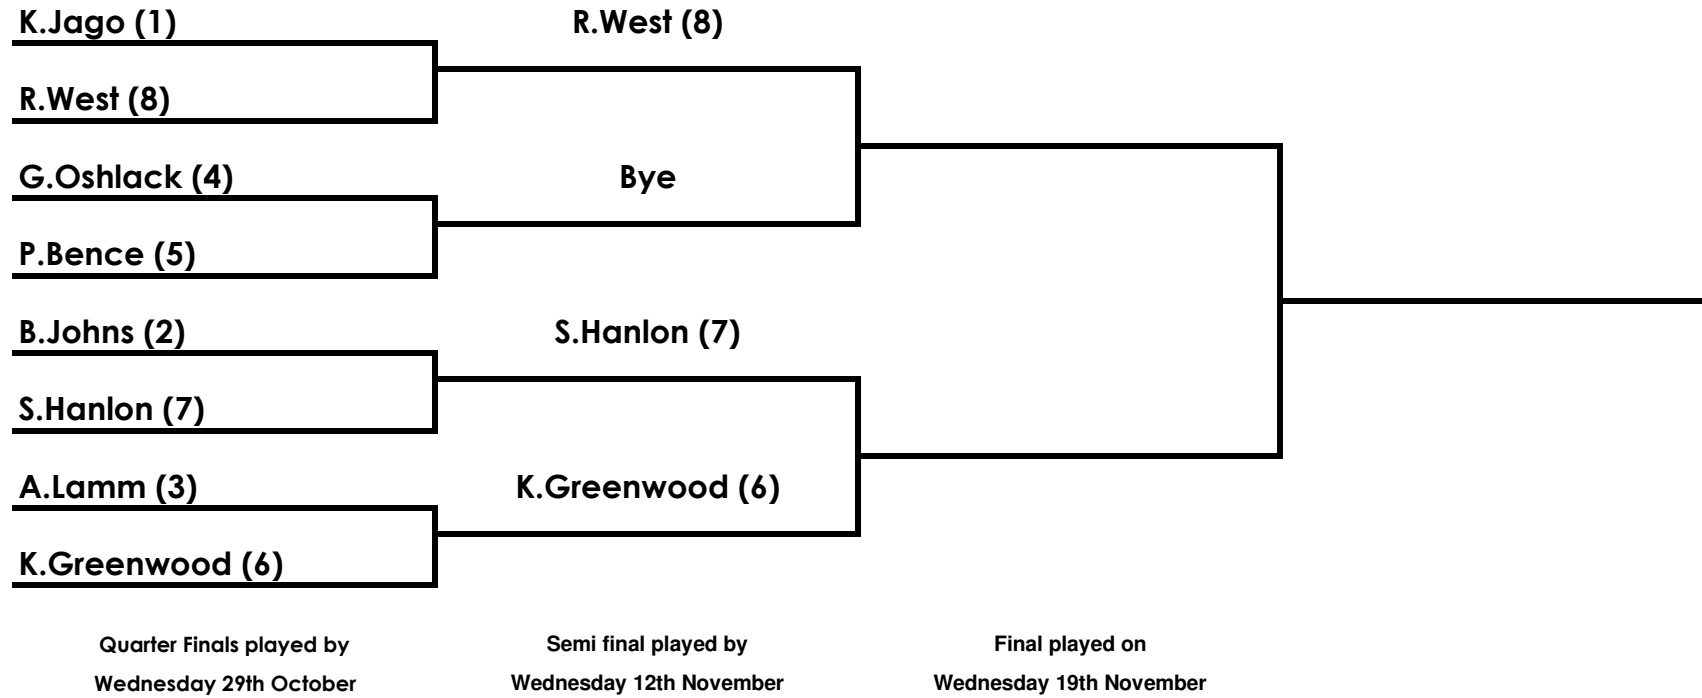 K.Jago (1)
R.West (8)
R.West (8)
G.Oshlack (4)
Bye
P.Bence (5)
B.Johns (2)
S.Hanlon (7)
S.Hanlon (7)
A.Lamm (3)
K.Greenwood (6)
K.Greenwood (6)
Quarter Finals played by
Wednesday 29th October
Semi final played by
Wednesday 12th November
Final played on
Wednesday 19th November